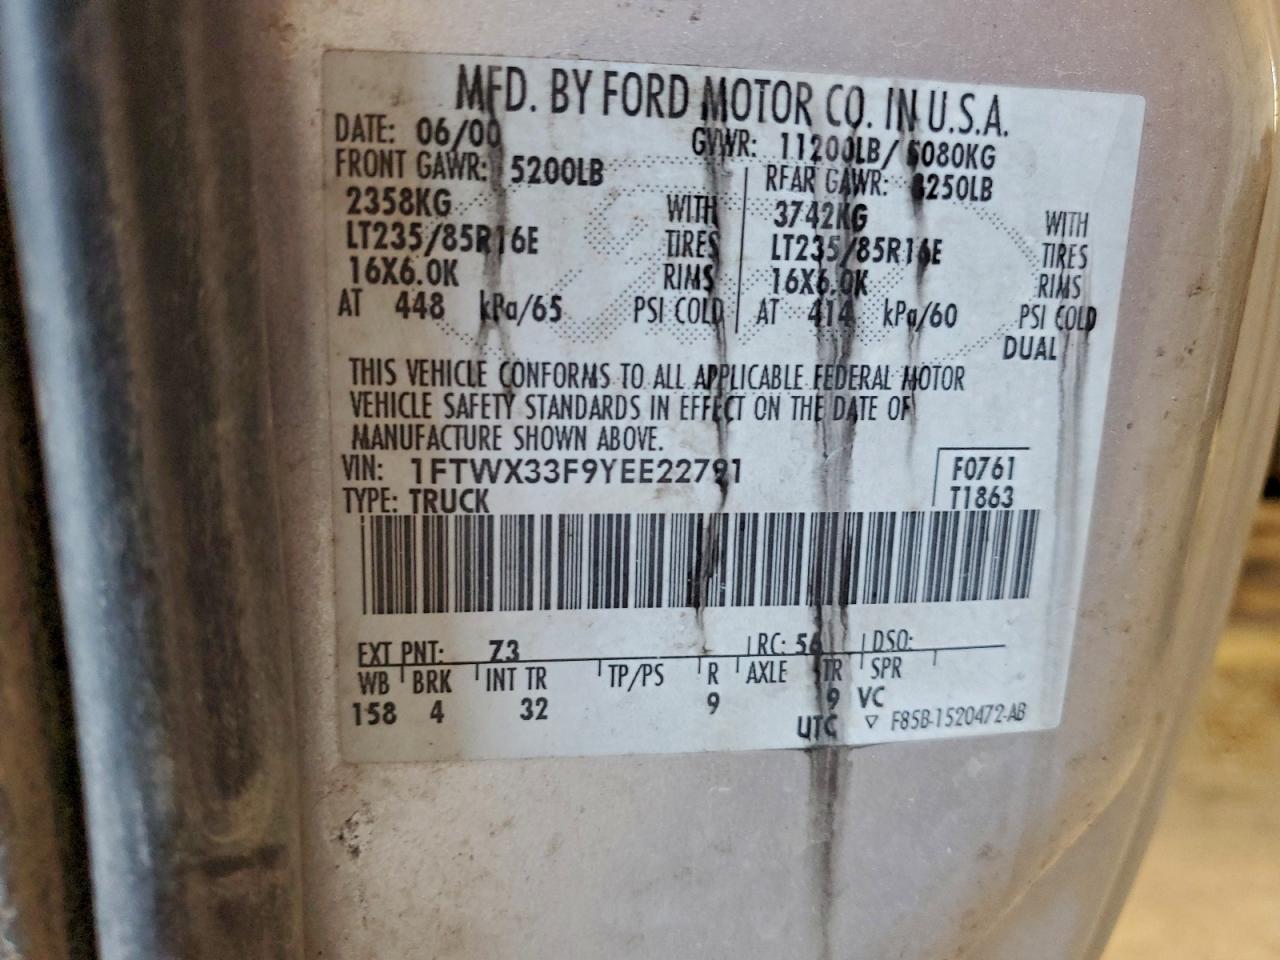 MFD. BY FORD MOTOR CO. IN U.S.A.
DATE: 06/00 GVWR: 11200LB/ 5080KG
FRONT GAWR: 5200LB REAR GAWR: 8250LB
2358KG WITH 3742KG WITH
LT235/85R16E TIRES LT235/85R16E TIRES
16X6.0K RIMS 16X6.0K RIMS
AT 448 kPa/65 PSI COLD AT 414 kPa/60 PSI COLD
DUAL
THIS VEHICLE CONFORMS TO ALL APPLICABLE FEDERAL MOTOR
VEHICLE SAFETY STANDARDS IN EFFECT ON THE DATE OF
MANUFACTURE SHOWN ABOVE.
VIN: 1FTWX33F9YEE22791 F0761
TYPE: TRUCK T1863
EXT PNT: Z3 RC: 56 DSO:
WB BRK INT TR TP/PS R AXLE TR SPR
158 4 32 9 9 VC
UTC ▽ F85B-1520472-AB